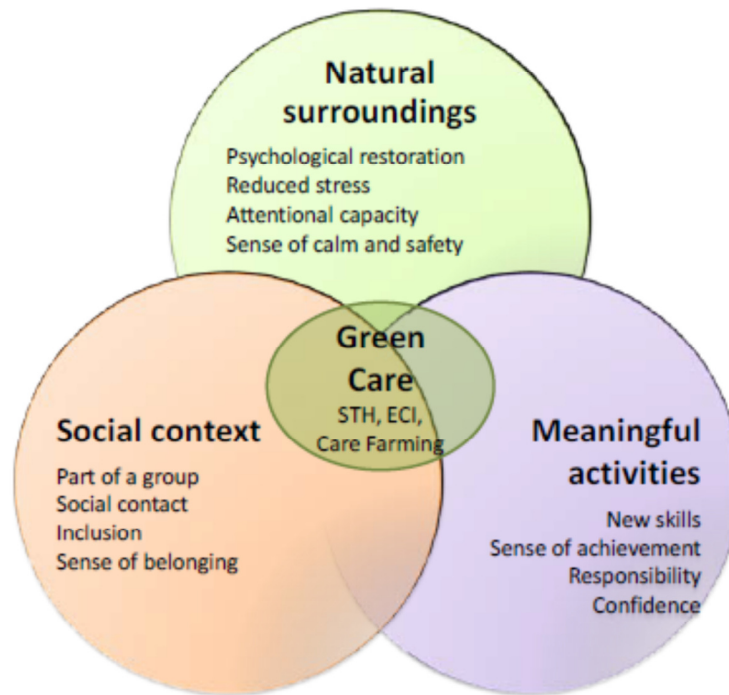 Natural
surroundings
Psychological restoration
Reduced stress
Attentional capacity
Sense of calm and safety
Green
Care
STH, ECI,
Care Farming
Social context
Part of a group
Social contact
Inclusion
Sense of belonging
Meaningful
activities
New skills
Sense of achievement
Responsibility
Confidence